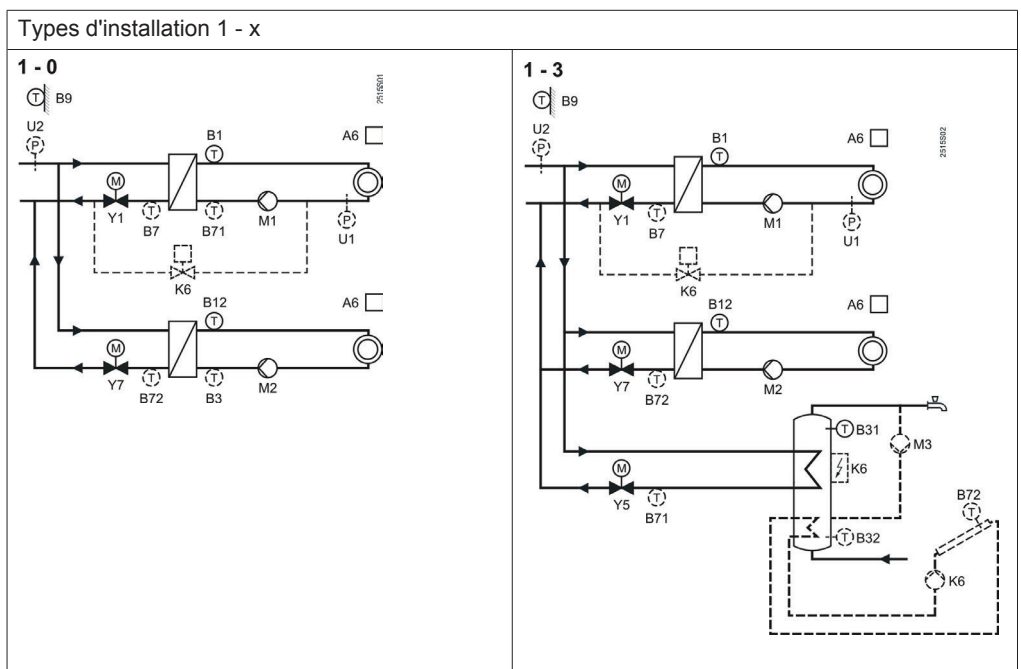 Types d'installation 1 - x
1 - 0
T B9
U2
P
2515S01
B1
T
A6
M
Y1
T
B7
T
B71
M1
P
U1
K6
B12
T
A6
M
Y7
T
B72
T
B3
M2
1 - 3
T B9
U2
P
2515S02
B1
T
A6
M
Y1
T
B7
M1
P
U1
K6
B12
T
A6
M
Y7
T
B72
M2
T B31
M3
K6
M
Y5
T
B71
B72
T
T B32
K6